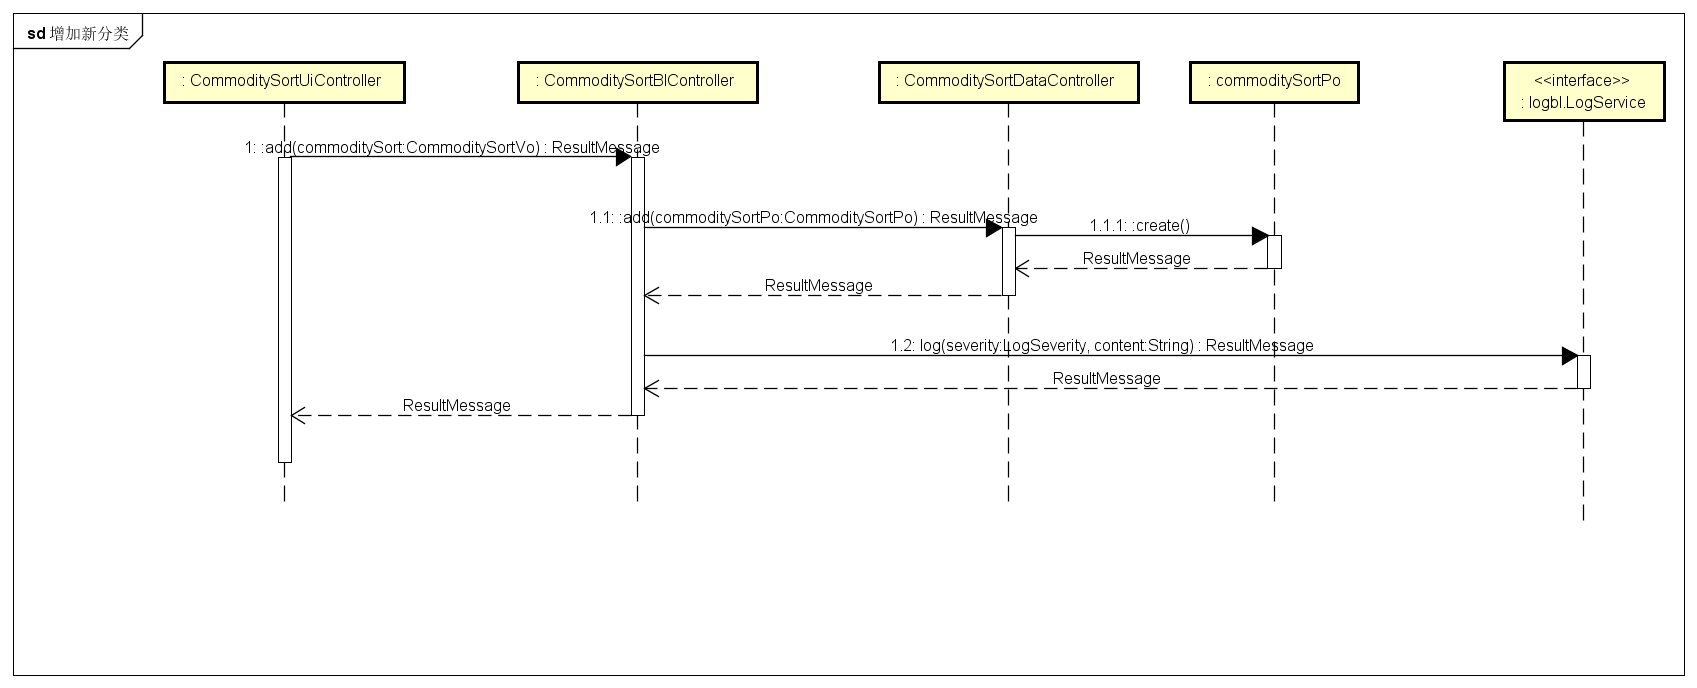 sd 增加新分类
: CommoditySortUiController
: CommoditySortBlController
: CommoditySortDataController
: commoditySortPo
<<interface>>
: logbl.LogService
1: :add(commoditySort:CommoditySortVo) : ResultMessage
1.1: :add(commoditySortPo:CommoditySortPo) : ResultMessage
1.1.1: :create()
ResultMessage
ResultMessage
1.2: log(severity:LogSeverity, content:String) : ResultMessage
ResultMessage
ResultMessage